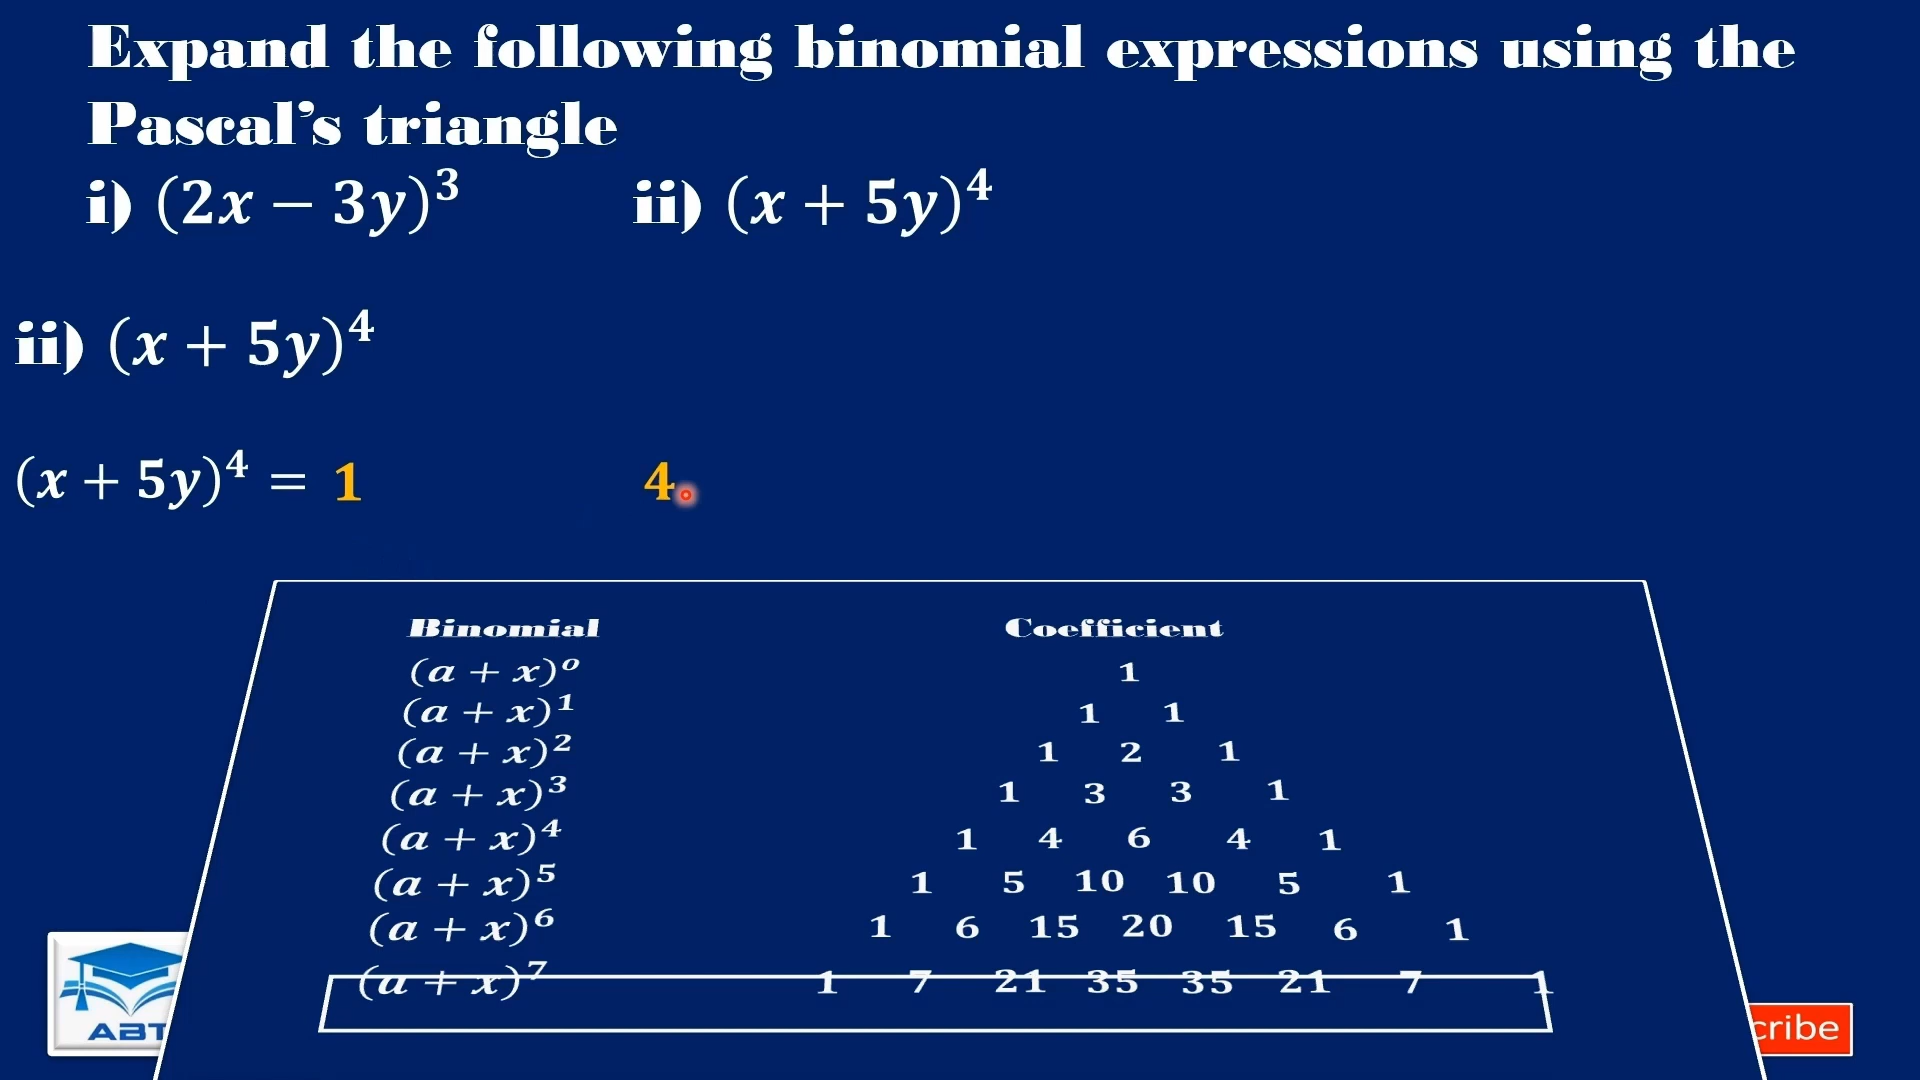 Expand the following binomial expressions using the
Pascal's triangle
i) (2x − 3y)³ ii) (x + 5y)⁴
ii) (x + 5y)⁴
(x + 5y)⁴ = 1 4
Binomial Coefficient
(a + x)⁰ 1
(a + x)¹ 1 1
(a + x)² 1 2 1
(a + x)³ 1 3 3 1
(a + x)⁴ 1 4 6 4 1
(a + x)⁵ 1 5 10 10 5 1
(a + x)⁶ 1 6 15 20 15 6 1
(a + x)⁷ 1 7 21 35 35 21 7 1
ABT
cribe